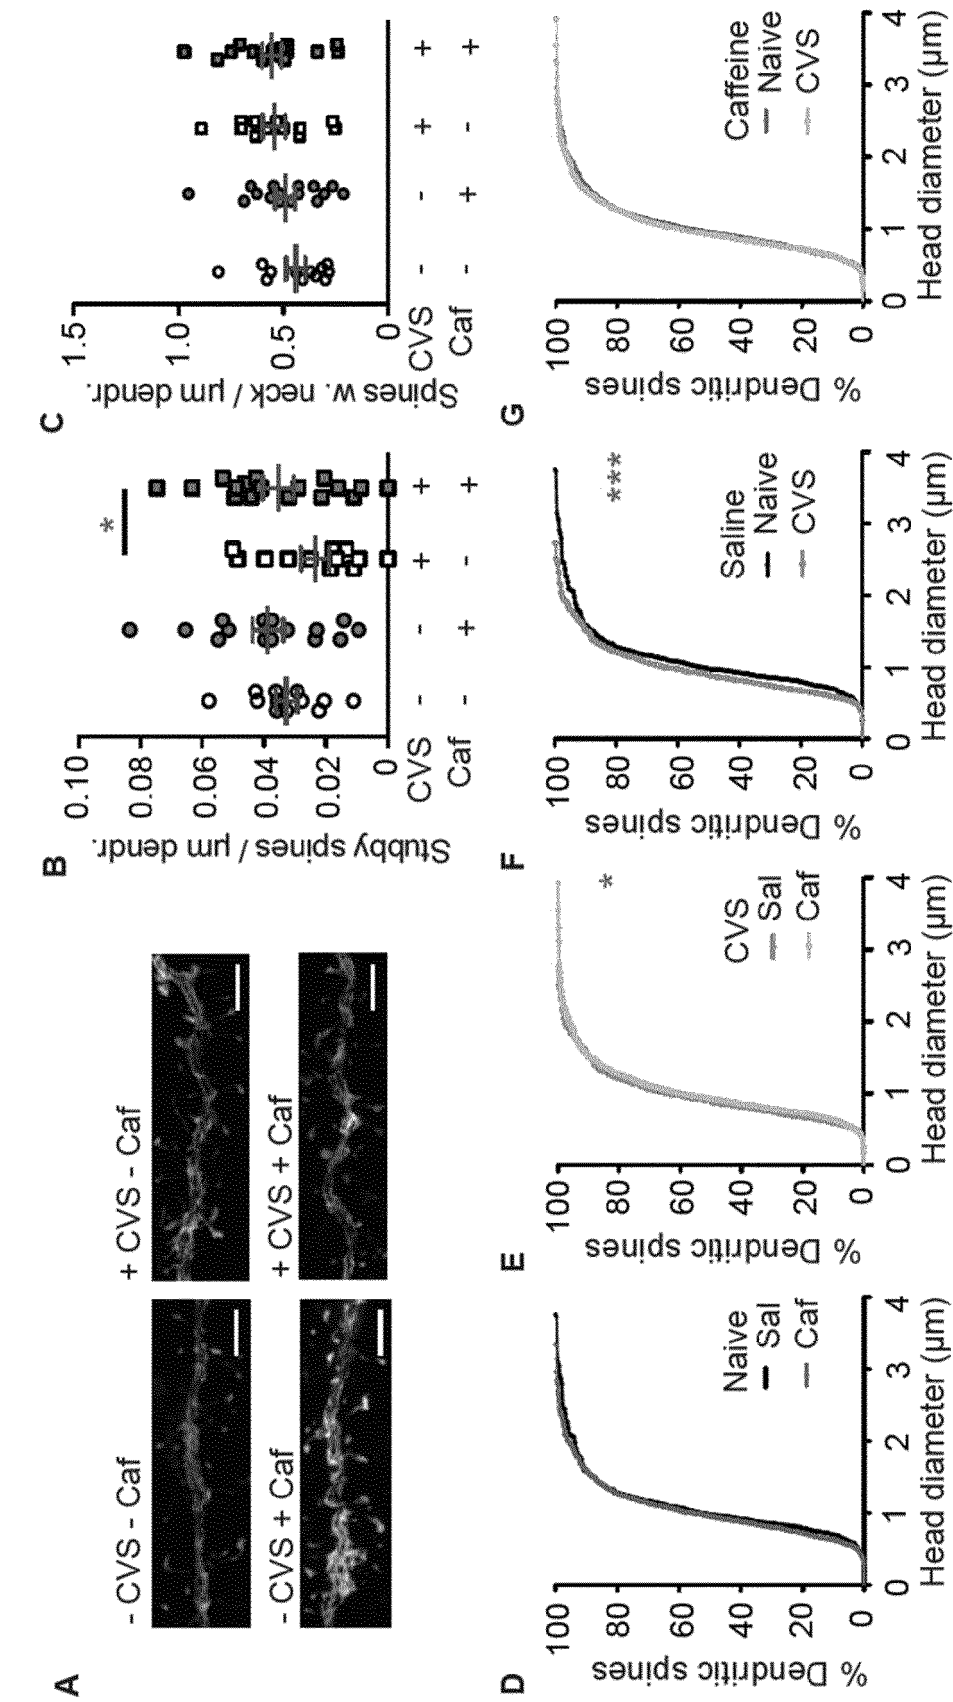 A
- CVS - Caf
+ CVS - Caf
- CVS + Caf
+ CVS + Caf
B
Stubby spines / µm dendr.
0.10
0.08
0.06
0.04
0.02
0
*
CVS - - + +
Caf - + - +
C
Spines w. neck / µm dendr.
1.5
1.0
0.5
0
CVS - - + +
Caf - + - +
D
% Dendritic spines
100
80
60
40
20
0
0 1 2 3 4
Head diameter (µm)
Naive
Sal
Caf
E
% Dendritic spines
100
80
60
40
20
0
0 1 2 3 4
Head diameter (µm)
*
CVS
Sal
Caf
F
% Dendritic spines
100
80
60
40
20
0
0 1 2 3 4
Head diameter (µm)
***
Saline
Naive
CVS
G
% Dendritic spines
100
80
60
40
20
0
0 1 2 3 4
Head diameter (µm)
Caffeine
Naive
CVS